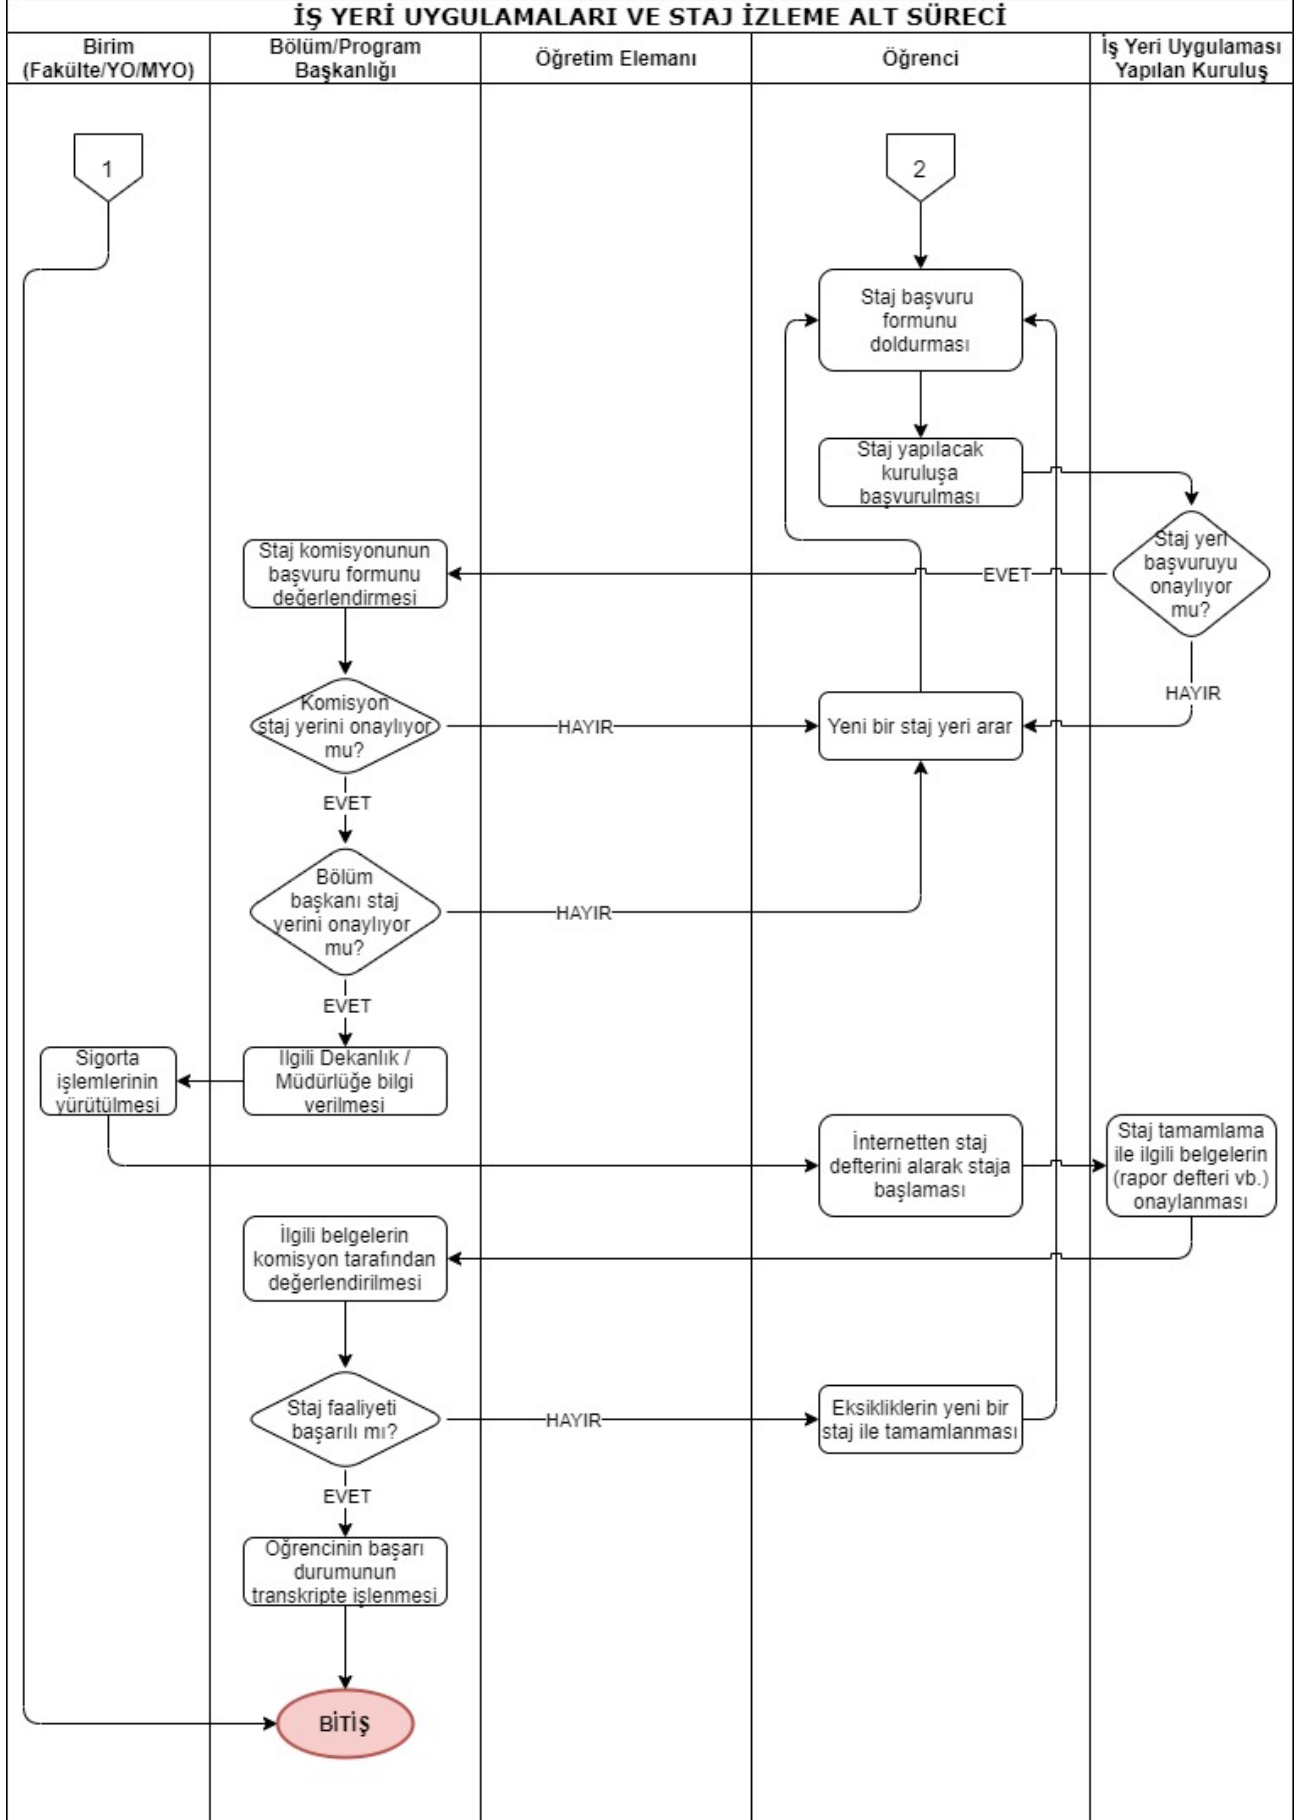 İŞ YERİ UYGULAMALARI VE STAJ İZLEME ALT SÜRECİ
Birim
(Fakülte/YO/MYO)
Bölüm/Program
Başkanlığı
Öğretim Elemanı
Öğrenci
İş Yeri Uygulaması
Yapılan Kuruluş
1
2
Staj başvuru
formunu
doldurması
Staj yapılacak
kuruluşa
başvurulması
Staj yeri
başvuruyu
onaylıyor
mu?
EVET
HAYIR
Staj komisyonunun
başvuru formunu
değerlendirmesi
Komisyon
staj yerini onaylıyor
mu?
HAYIR
Yeni bir staj yeri arar
EVET
Bölüm
başkanı staj
yerini onaylıyor
mu?
HAYIR
EVET
İlgili Dekanlık /
Müdürlüğe bilgi
verilmesi
Sigorta
işlemlerinin
yürütülmesi
İnternetten staj
defterini alarak staja
başlaması
Staj tamamlama
ile ilgili belgelerin
(rapor defteri vb.)
onaylanması
İlgili belgelerin
komisyon tarafından
değerlendirilmesi
Staj faaliyeti
başarılı mı?
HAYIR
Eksikliklerin yeni bir
staj ile tamamlanması
EVET
Öğrencinin başarı
durumunun
transkripte işlenmesi
BİTİŞ